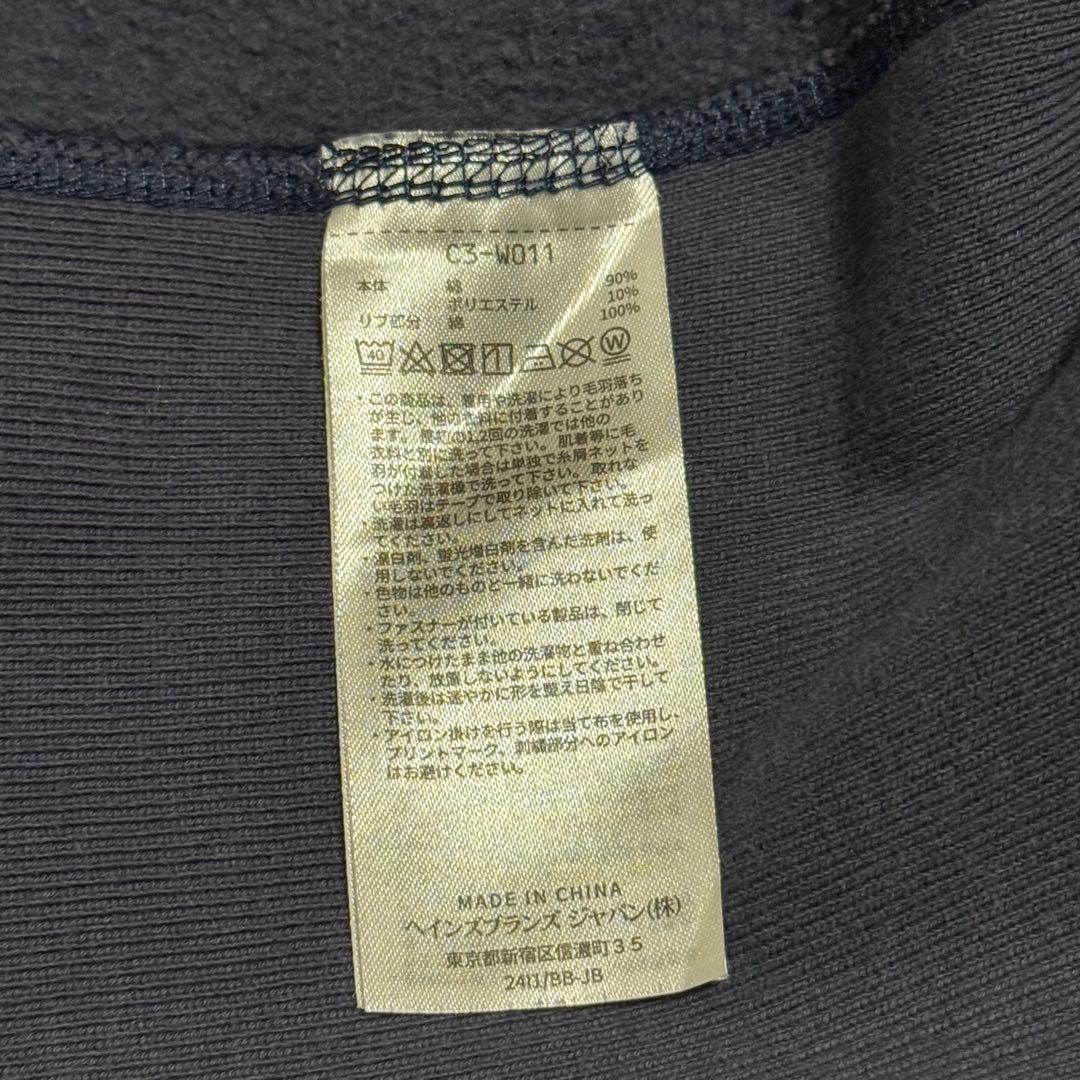 C3-W011
本体 綿 90%
ポリエステル 10%
リブ部分 綿 100%
40 W
・この商品は、着用や洗濯により毛羽落ち
が生じ、他の衣料に付着することがあり
ます。最初の1,2回の洗濯では他の
衣料と別に洗って下さい。肌着等に毛
羽が付着した場合は単独で糸屑ネットを
つけた洗濯機で洗って下さい。取れな
い毛羽はテープで取り除いて下さい。
・洗濯は裏返しにしてネットに入れて洗っ
てください。
・漂白剤、蛍光増白剤を含んだ洗剤は、使
用しないでください。
・色物は他のものと一緒に洗わないでくだ
さい。
・ファスナーが付いている製品は、閉じて
洗ってください。
・水につけたまま他の洗濯物と重ね合わせ
たり、放置しないようにしてください。
・洗濯後は速やかに形を整え日陰で干して
下さい。
・アイロン掛けを行う際は当て布を使用し、
プリントマーク、刺繍部分へのアイロン
はお避けください。
MADE IN CHINA
ヘインズブランズ ジャパン(株)
東京都新宿区信濃町35
2411/BB-JB